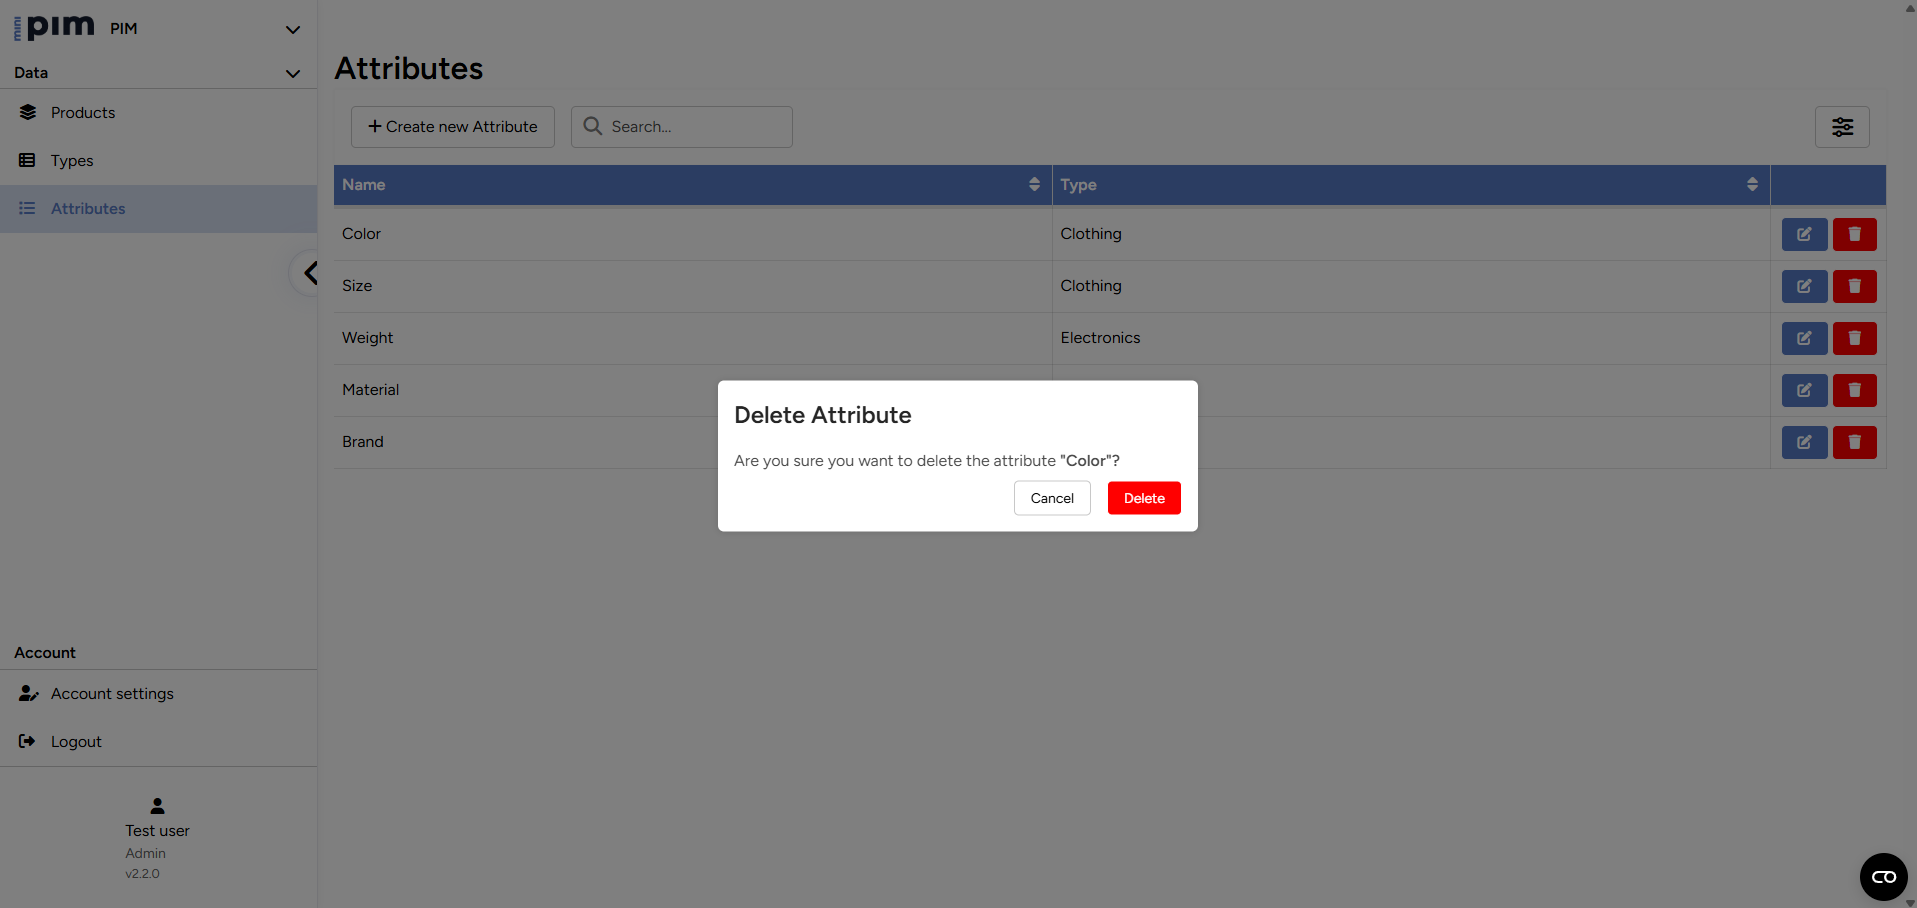 mini pim PIM
Data
Products
Types
Attributes
Account
Account settings
Logout
Test user
Admin
v2.2.0
Attributes
Create new Attribute
Search...
Name Type
Color Clothing
Size Clothing
Weight Electronics
Material
Brand
Delete Attribute
Are you sure you want to delete the attribute "Color"?
Cancel Delete